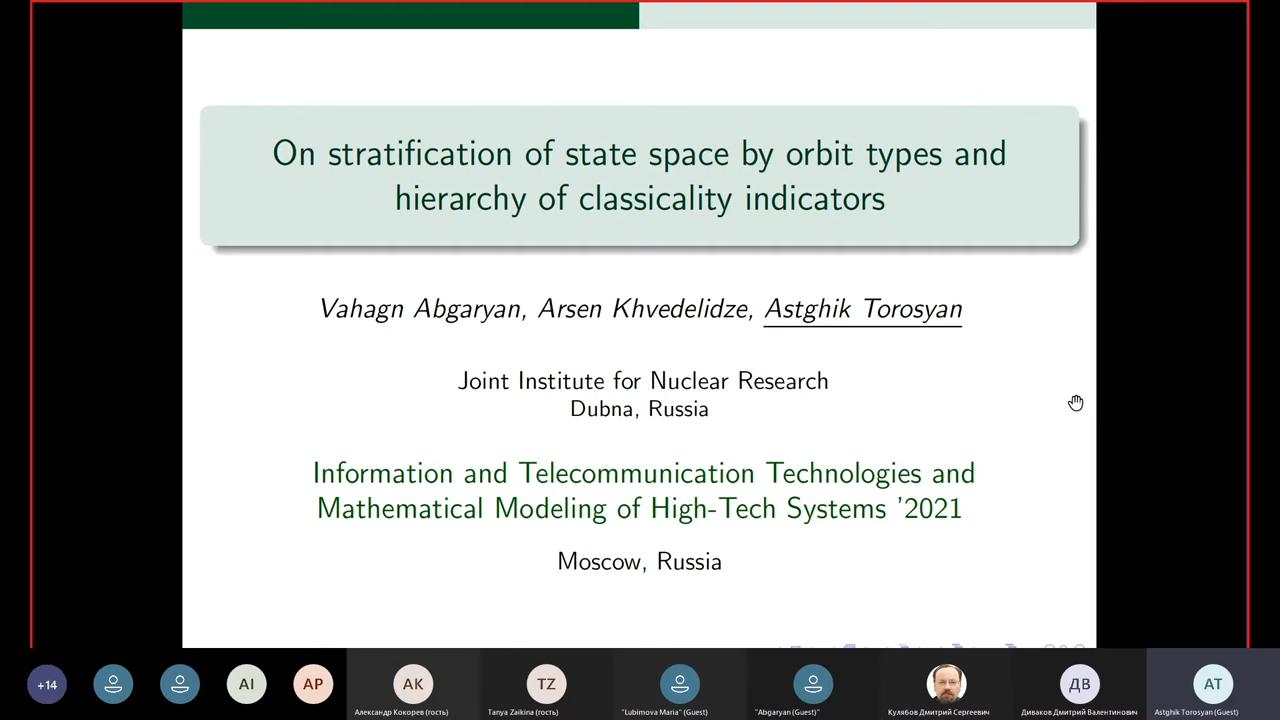 On stratification of state space by orbit types and
hierarchy of classicality indicators
Vahagn Abgaryan, Arsen Khvedelidze, Astghik Torosyan
Joint Institute for Nuclear Research
Dubna, Russia
Information and Telecommunication Technologies and
Mathematical Modeling of High-Tech Systems '2021
Moscow, Russia
+14
AI
AP
AK
TZ
ДВ
AT
Александр Кокорев (гость)
Tanya Zaikina (гость)
"Lubimova Maria" (Guest)
"Abgaryan (Guest)"
Кулябов Дмитрий Сергеевич
Диваков Дмитрий Валентинович
Astghik Torosyan (Guest)